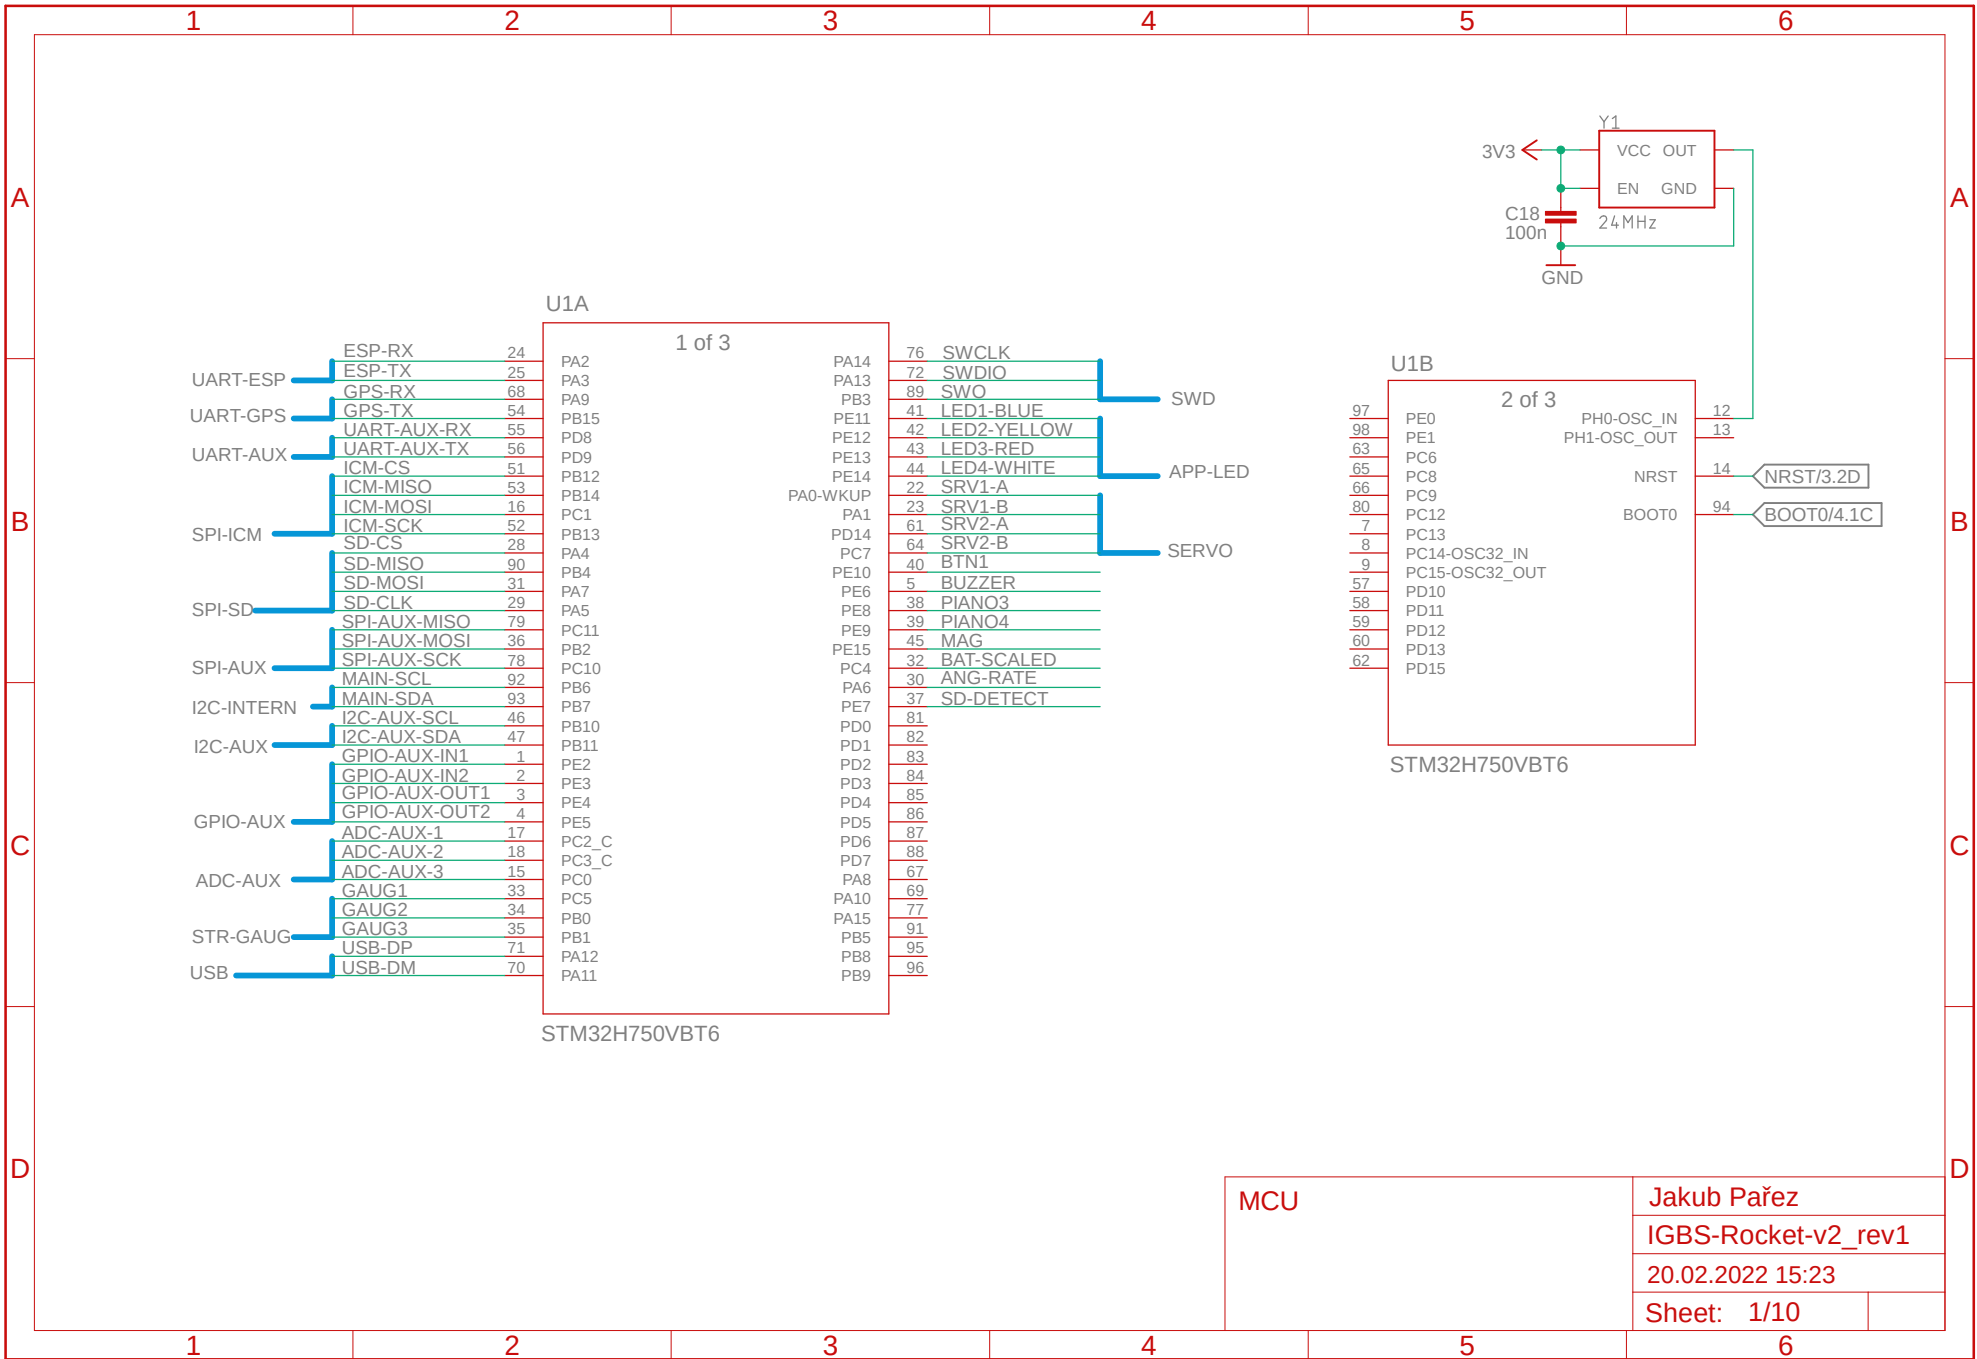 1 2 3 4 5 6
A A
B B
C C
D D
Y1
3V3
VCC OUT
EN GND
24MHz
C18
100n
GND
U1A
1 of 3
UART-ESP
UART-GPS
UART-AUX
SPI-ICM
SPI-SD
SPI-AUX
I2C-INTERN
I2C-AUX
GPIO-AUX
ADC-AUX
STR-GAUG
USB
ESP-RX 24 PA2
ESP-TX 25 PA3
GPS-RX 68 PA9
GPS-TX 54 PB15
UART-AUX-RX 55 PD8
UART-AUX-TX 56 PD9
ICM-CS 51 PB12
ICM-MISO 53 PB14
ICM-MOSI 16 PC1
ICM-SCK 52 PB13
SD-CS 28 PA4
SD-MISO 90 PB4
SD-MOSI 31 PA7
SD-CLK 29 PA5
SPI-AUX-MISO 79 PC11
SPI-AUX-MOSI 36 PB2
SPI-AUX-SCK 78 PC10
MAIN-SCL 92 PB6
MAIN-SDA 93 PB7
I2C-AUX-SCL 46 PB10
I2C-AUX-SDA 47 PB11
GPIO-AUX-IN1 1 PE2
GPIO-AUX-IN2 2 PE3
GPIO-AUX-OUT1 3 PE4
GPIO-AUX-OUT2 4 PE5
ADC-AUX-1 17 PC2_C
ADC-AUX-2 18 PC3_C
ADC-AUX-3 15 PC0
GAUG1 33 PC5
GAUG2 34 PB0
GAUG3 35 PB1
USB-DP 71 PA12
USB-DM 70 PA11
PA14 76 SWCLK
PA13 72 SWDIO
PB3 89 SWO
PE11 41 LED1-BLUE
PE12 42 LED2-YELLOW
PE13 43 LED3-RED
PE14 44 LED4-WHITE
PA0-WKUP 22 SRV1-A
PA1 23 SRV1-B
PD14 61 SRV2-A
PC7 64 SRV2-B
PE10 40 BTN1
PE6 5 BUZZER
PE8 38 PIANO3
PE9 39 PIANO4
PE15 45 MAG
PC4 32 BAT-SCALED
PA6 30 ANG-RATE
PE7 37 SD-DETECT
PD0 81
PD1 82
PD2 83
PD3 84
PD4 85
PD5 86
PD6 87
PD7 88
PA8 67
PA10 69
PA15 77
PB5 91
PB8 95
PB9 96
SWD
APP-LED
SERVO
STM32H750VBT6
U1B
2 of 3
97 PE0
98 PE1
63 PC6
65 PC8
66 PC9
80 PC12
7 PC13
8 PC14-OSC32_IN
9 PC15-OSC32_OUT
57 PD10
58 PD11
59 PD12
60 PD13
62 PD15
PH0-OSC_IN 12
PH1-OSC_OUT 13
NRST 14 NRST/3.2D
BOOT0 94 BOOT0/4.1C
STM32H750VBT6
MCU
Jakub Pařez
IGBS-Rocket-v2_rev1
20.02.2022 15:23
Sheet: 1/10
1 2 3 4 5 6